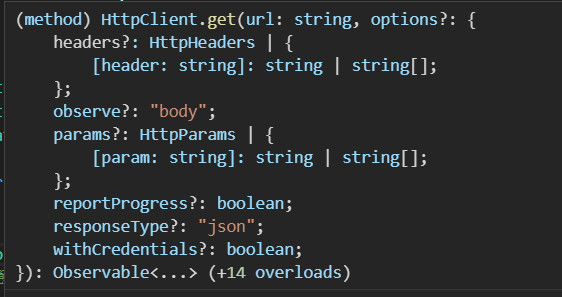 (method) HttpClient.get(url: string, options?: {
    headers?: HttpHeaders | {
        [header: string]: string | string[];
    };
    observe?: "body";
    params?: HttpParams | {
        [param: string]: string | string[];
    };
    reportProgress?: boolean;
    responseType?: "json";
    withCredentials?: boolean;
}): Observable<...> (+14 overloads)